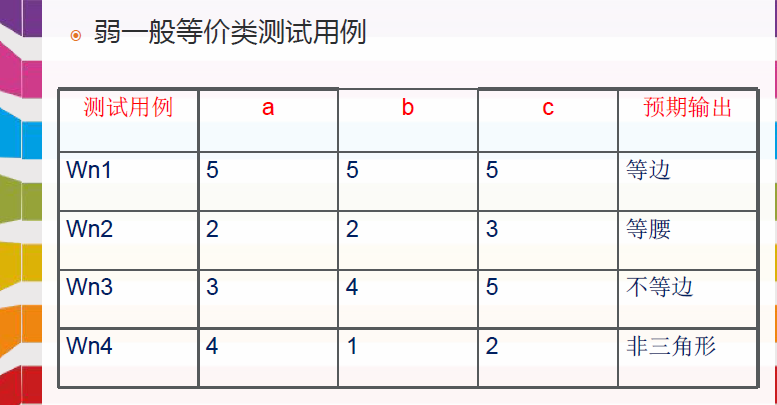 弱一般等价类测试用例
测试用例 a b c 预期输出
Wn1 5 5 5 等边
Wn2 2 2 3 等腰
Wn3 3 4 5 不等边
Wn4 4 1 2 非三角形